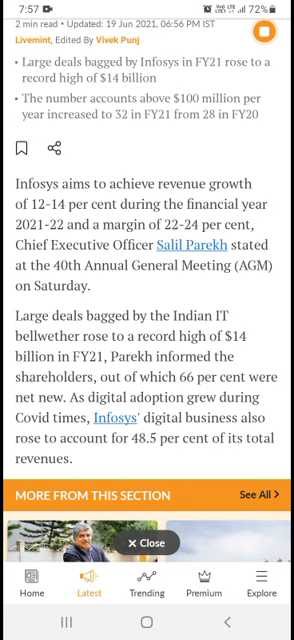 7:57
72%
2 min read • Updated: 19 Jun 2021, 06:56 PM IST
Livemint, Edited By Vivek Punj
• Large deals bagged by Infosys in FY21 rose to a
record high of $14 billion
• The number accounts above $100 million per
year increased to 32 in FY21 from 28 in FY20
Infosys aims to achieve revenue growth
of 12-14 per cent during the financial year
2021-22 and a margin of 22-24 per cent,
Chief Executive Officer Salil Parekh stated
at the 40th Annual General Meeting (AGM)
on Saturday.
Large deals bagged by the Indian IT
bellwether rose to a record high of $14
billion in FY21, Parekh informed the
shareholders, out of which 66 per cent were
net new. As digital adoption grew during
Covid times, Infosys' digital business also
rose to account for 48.5 per cent of its total
revenues.
MORE FROM THIS SECTION See All >
× Close
Home Latest Trending Premium Explore